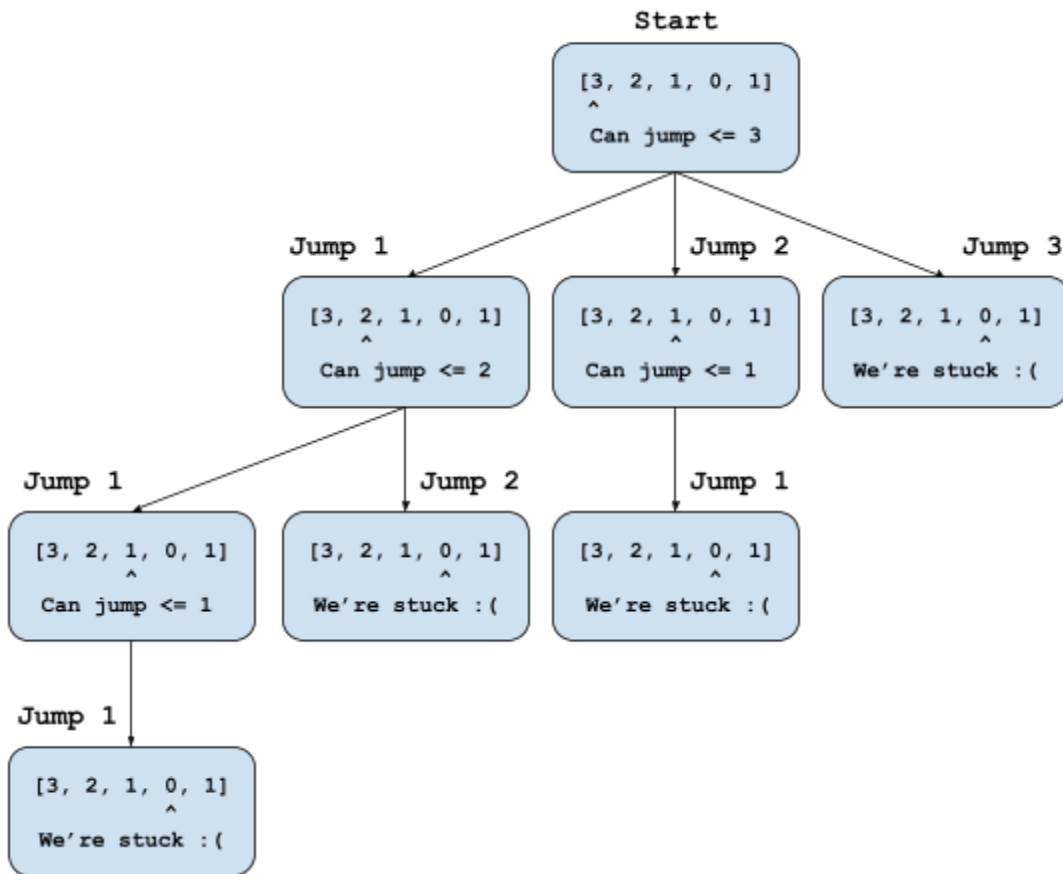 Start
[3, 2, 1, 0, 1]
^
Can jump <= 3
Jump 1
Jump 2
Jump 3
[3, 2, 1, 0, 1]
^
Can jump <= 2
[3, 2, 1, 0, 1]
^
Can jump <= 1
[3, 2, 1, 0, 1]
^
We're stuck :(
Jump 1
Jump 2
Jump 1
[3, 2, 1, 0, 1]
^
Can jump <= 1
[3, 2, 1, 0, 1]
^
We're stuck :(
[3, 2, 1, 0, 1]
^
We're stuck :(
Jump 1
[3, 2, 1, 0, 1]
^
We're stuck :(